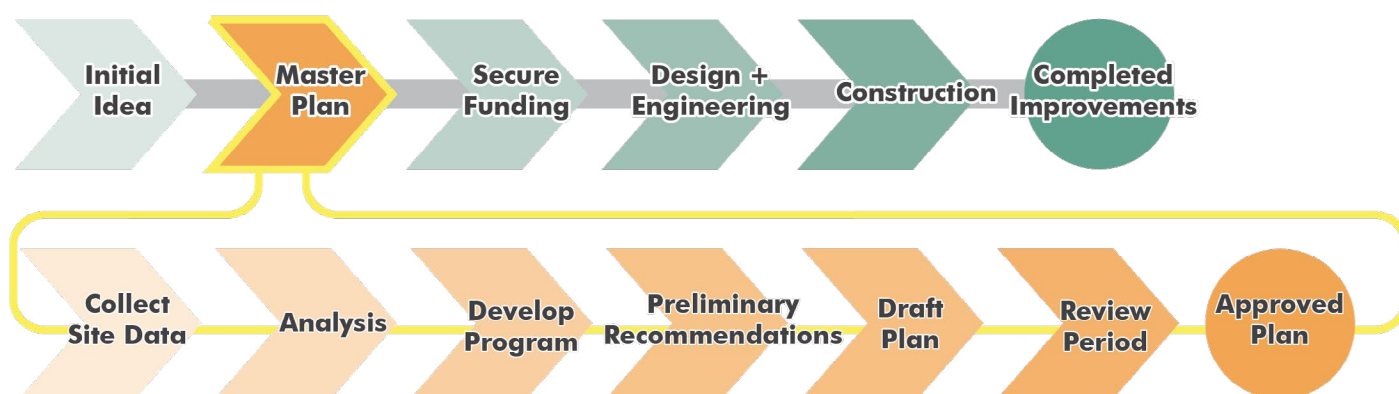 Initial
Idea
Master
Plan
Secure
Funding
Design +
Engineering
Construction
Completed
Improvements
Collect
Site Data
Analysis
Develop
Program
Preliminary
Recommendations
Draft
Plan
Review
Period
Approved
Plan